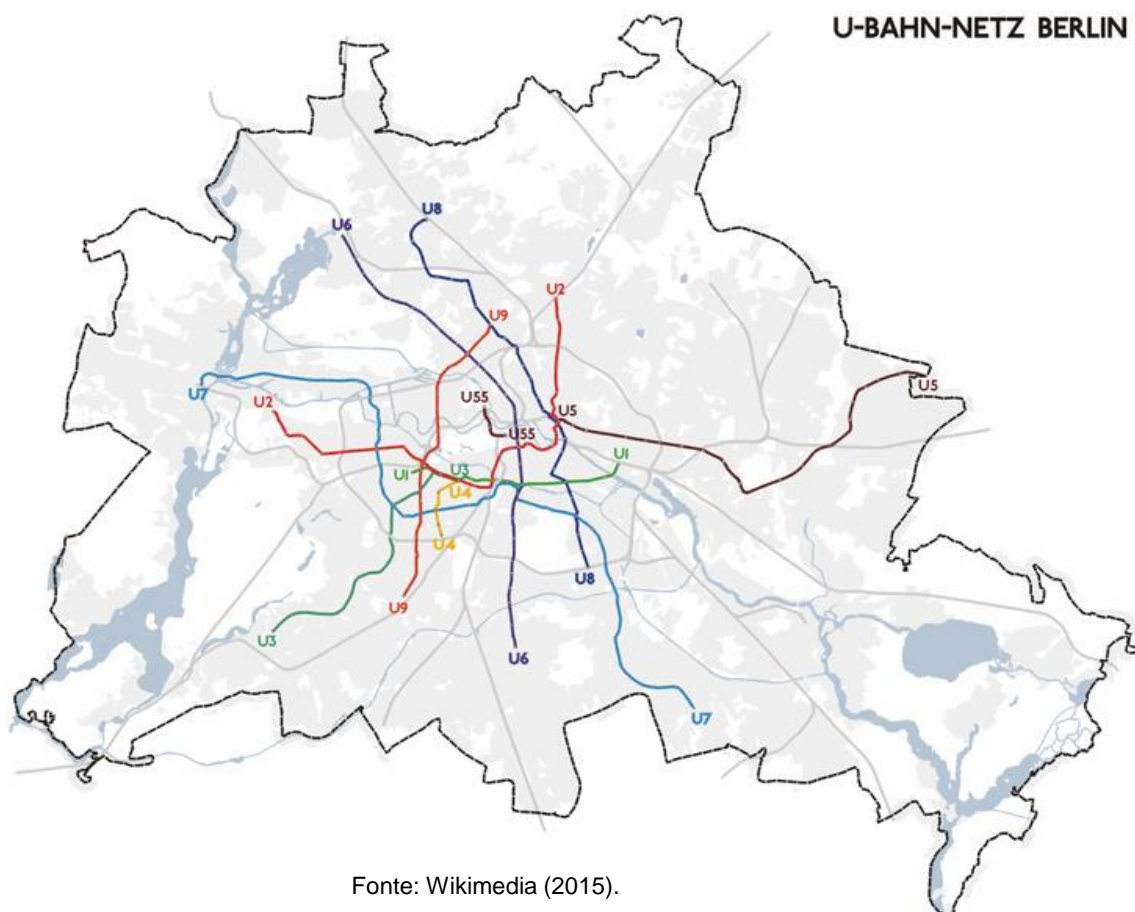 U-BAHN-NETZ BERLIN
U8
U6
U2
U9
U5
U7
U55
U2
U5
U55
U1
U3
U1
U4
U4
U8
U9
U3
U6
U7
Fonte: Wikimedia (2015).